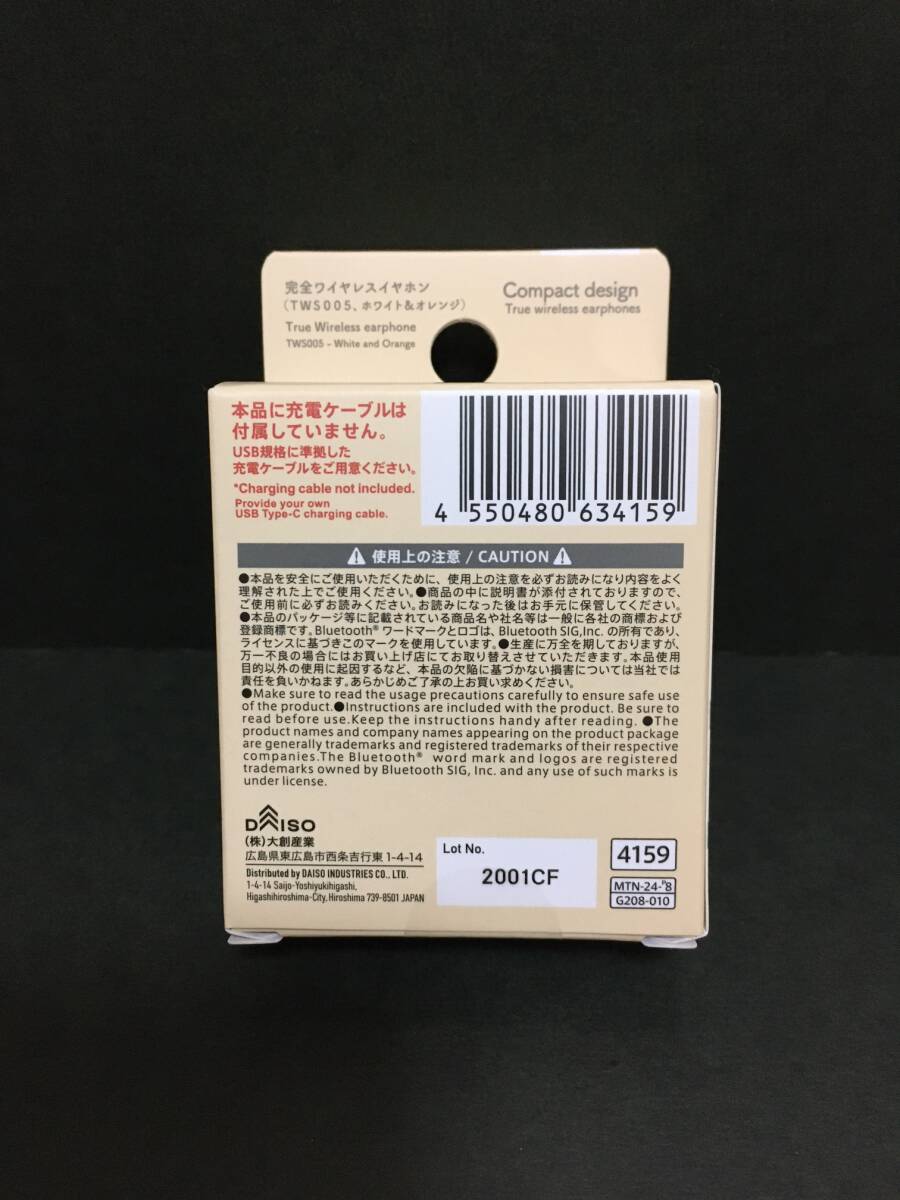 完全ワイヤレスイヤホン
(TWS005、ホワイト&オレンジ)
True Wireless earphone
TWS005 - White and Orange
Compact design
True wireless earphones
本品に充電ケーブルは
付属していません。
USB規格に準拠した
充電ケーブルをご用意ください。
*Charging cable not included.
Provide your own
USB Type-C charging cable.
4 550480 634159
使用上の注意 / CAUTION
●本品を安全にご使用いただくために、使用上の注意を必ずお読みになり内容をよく
理解された上でご使用ください。●商品の中に説明書が添付されておりますので、
ご使用前に必ずお読みください。お読みになった後はお手元に保管してください。
●本品のパッケージ等に記載されている商品名や社名等は一般に各社の商標および
登録商標です。Bluetooth® ワードマークとロゴは、Bluetooth SIG,Inc. の所有であり、
ライセンスに基づきこのマークを使用しています。●生産に万全を期しておりますが、
万一不良の場合にはお買い上げ店にてお取り替えさせていただきます。本品使用
目的以外の使用に起因するなど、本品の欠陥に基づかない損害については当社では
責任を負いかねます。あらかじめご了承の上お買い求めください。
●Make sure to read the usage precautions carefully to ensure safe use
of the product.●Instructions are included with the product. Be sure to
read before use.Keep the instructions handy after reading. ●The
product names and company names appearing on the product package
are generally trademarks and registered trademarks of their respective
companies.The Bluetooth® word mark and logos are registered
trademarks owned by Bluetooth SIG, Inc. and any use of such marks is
under license.
DAISO
(株)大創産業
広島県東広島市西条吉行東1-4-14
Distributed by DAISO INDUSTRIES CO., LTD.
1-4-14 Saijo-Yoshiyukihigashi,
Higashihiroshima-City, Hiroshima 739-8501 JAPAN
Lot No.
2001CF
4159
MTN-24-P8
G208-010